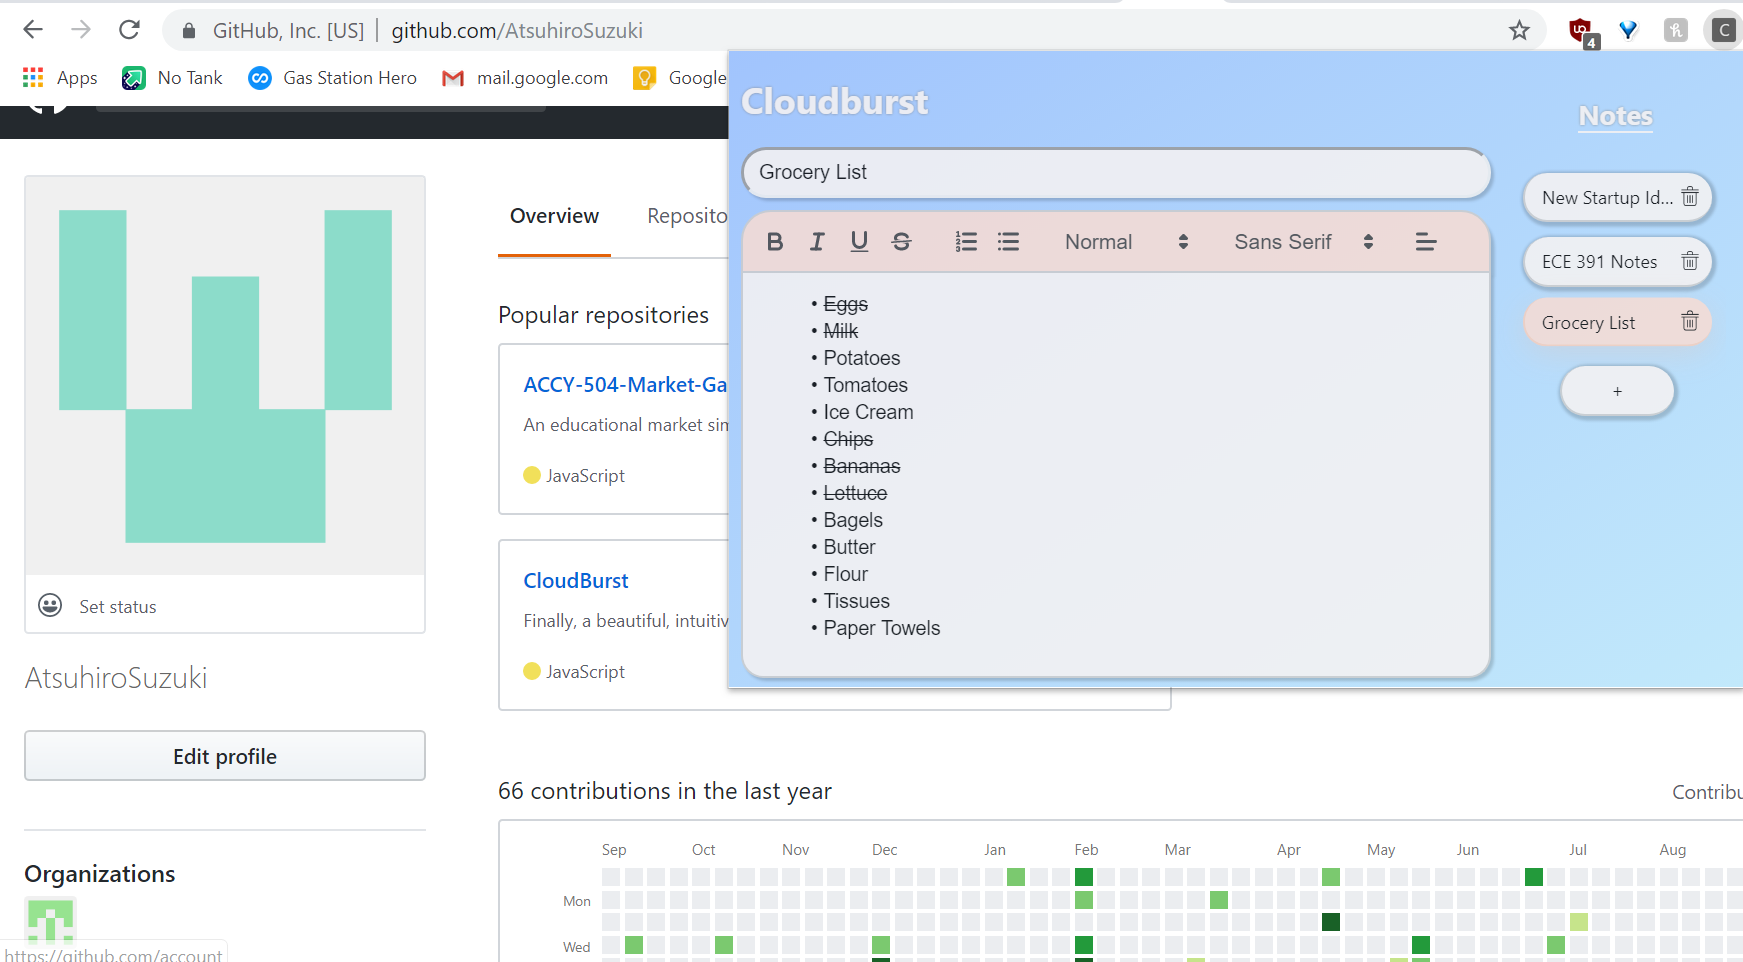 GitHub, Inc. [US] | github.com/AtsuhiroSuzuki
4
C
Apps
No Tank
Gas Station Hero
mail.google.com
Google
Cloudburst
Notes
Grocery List
Normal
Sans Serif
• Eggs
• Milk
• Potatoes
• Tomatoes
• Ice Cream
• Chips
• Bananas
• Lettuce
• Bagels
• Butter
• Flour
• Tissues
• Paper Towels
New Startup Id...
ECE 391 Notes
Grocery List
+
Set status
AtsuhiroSuzuki
Edit profile
Organizations
https://github.com/account
Overview
Reposito
Popular repositories
ACCY-504-Market-Ga
An educational market sim
JavaScript
CloudBurst
Finally, a beautiful, intuitiv
JavaScript
66 contributions in the last year
Contribu
Sep Oct Nov Dec Jan Feb Mar Apr May Jun Jul Aug
Mon
Wed